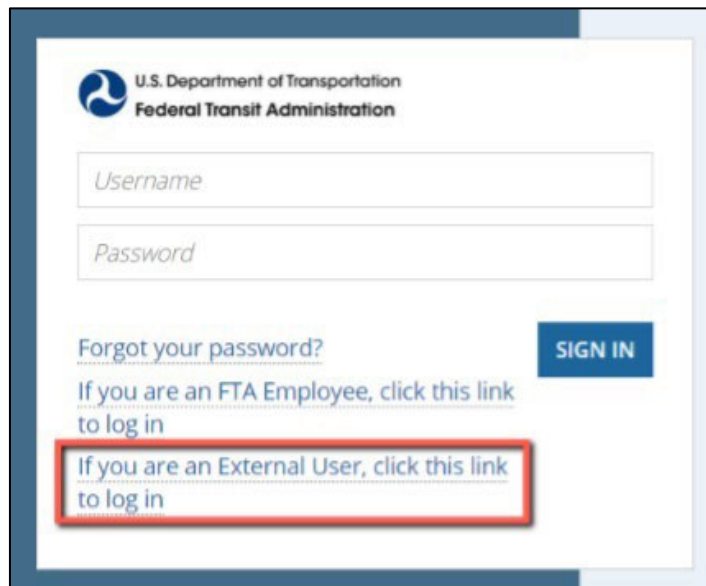 U.S. Department of Transportation
Federal Transit Administration
Username
Password
Forgot your password?
SIGN IN
If you are an FTA Employee, click this link
to log in
If you are an External User, click this link
to log in